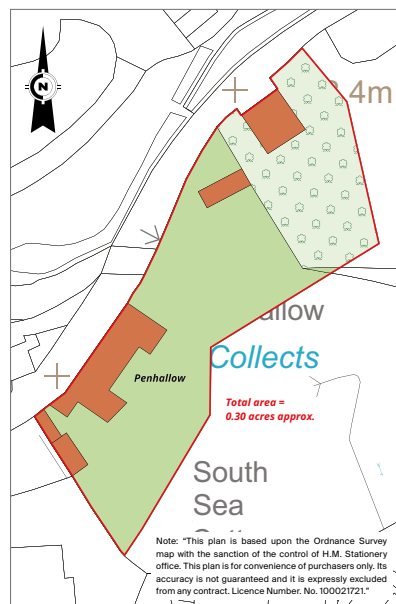 N
.4m
allow
Collects
Penhallow
Total area =
0.30 acres approx.
South
Sea
Note: “This plan is based upon the Ordnance Survey
map with the sanction of the control of H.M. Stationery
office. This plan is for convenience of purchasers only. Its
accuracy is not guaranteed and it is expressly excluded
from any contract. Licence Number. No. 100021721.”